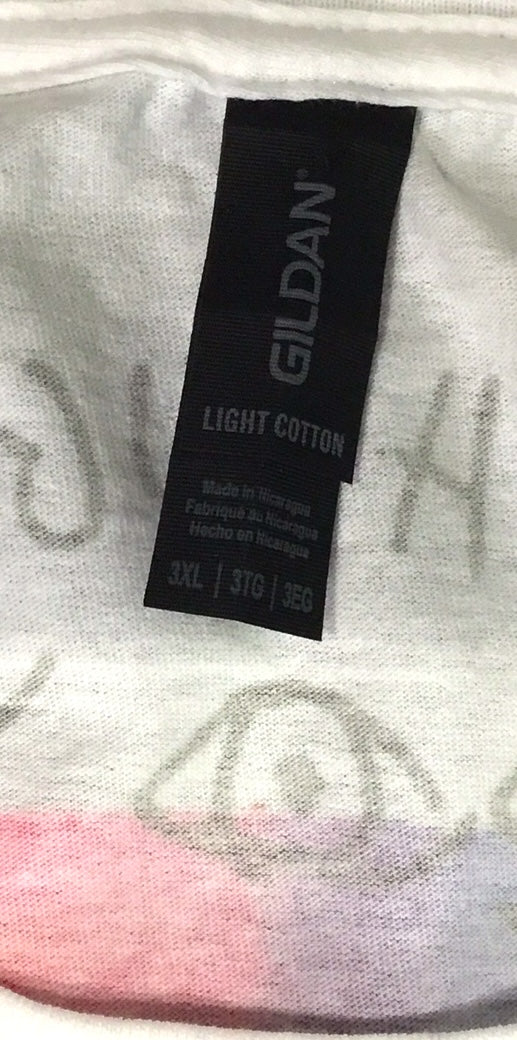 GILDAN®
LIGHT COTTON
Made in Nicaragua
Fabriqué au Nicaragua
Hecho en Nicaragua
3XL | 3TG | 3EG